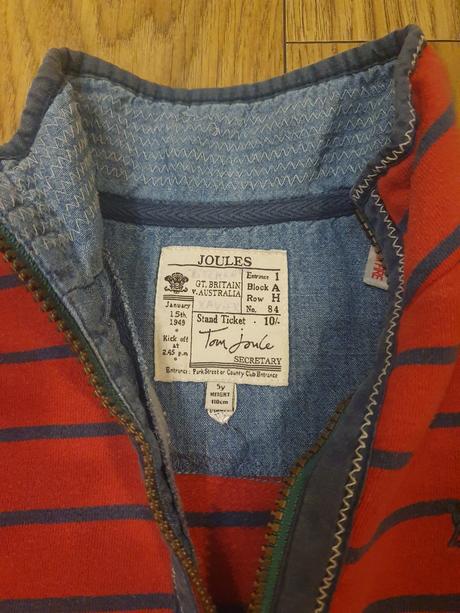 JOULES
GT. BRITAIN
v. AUSTRALIA
Entrance I
Block A
Row H
No. 84
January
15th
1949
Kick off
at
2.45 p.m
Stand Ticket . 10/-
Tom Joule
SECRETARY
Entrance: Park Street or County Club Entrance
5y
HEIGHT
110cm